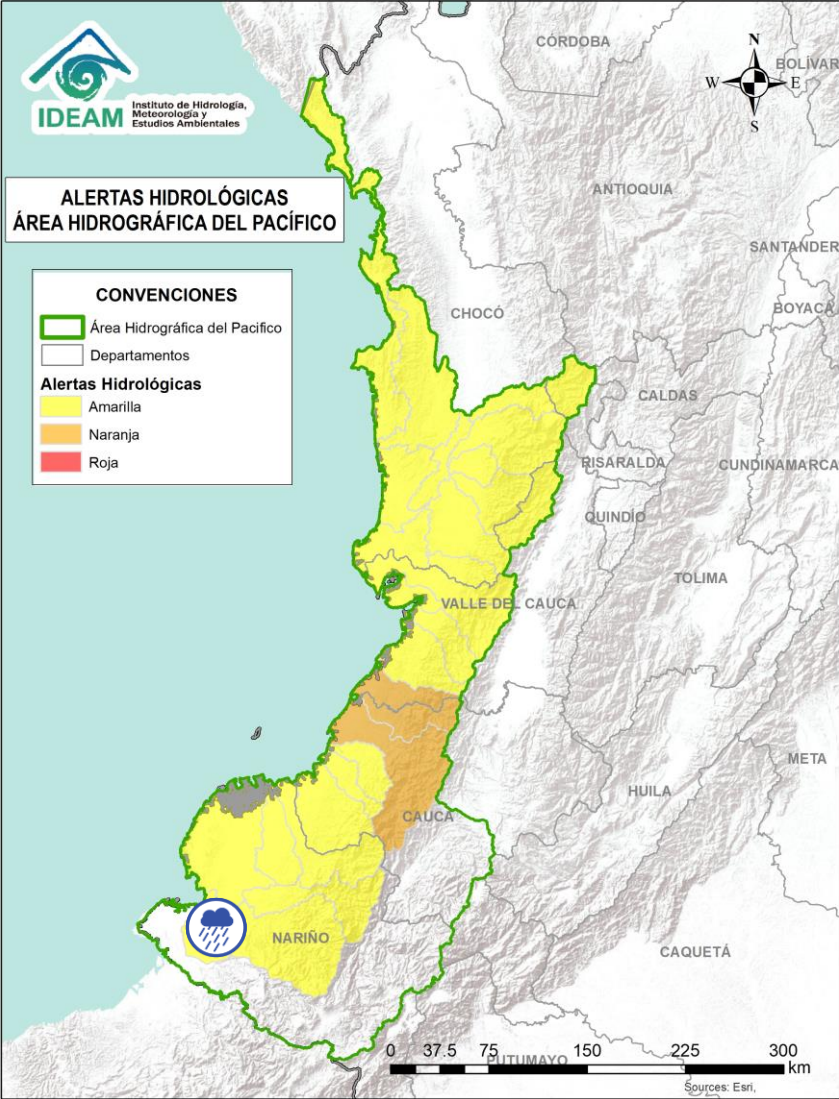 IDEAM
Instituto de Hidrología,
Meteorología y
Estudios Ambientales
ALERTAS HIDROLÓGICAS
ÁREA HIDROGRÁFICA DEL PACÍFICO
CONVENCIONES
Área Hidrográfica del Pacifico
Departamentos
Alertas Hidrológicas
Amarilla
Naranja
Roja
N
W
E
S
CÓRDOBA
BOLÍVAR
ANTIOQUIA
SANTANDER
BOYACÁ
CHOCÓ
CALDAS
RISARALDA
CUNDINAMARCA
QUINDÍO
TOLIMA
VALLE DEL CAUCA
META
HUILA
CAUCA
NARIÑO
CAQUETÁ
PUTUMAYO
0 37.5 75 150 225 300
km
Sources: Esri,